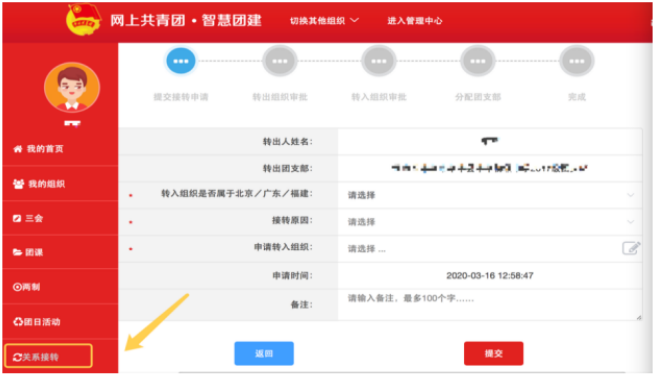 网上共青团·智慧团建 切换其他组织 进入管理中心
提交接转申请 转出组织审批 转入组织审批 分配团支部 完成
我的首页
我的组织
三会
团课
两制
团日活动
关系接转
转出人姓名：
转出团支部：
* 转入组织是否属于北京/广东/福建： 请选择
* 接转原因： 请选择
* 申请转入组织： 请选择 ...
申请时间： 2020-03-16 12:58:47
备注： 请输入备注，最多100个字......
返回 提交